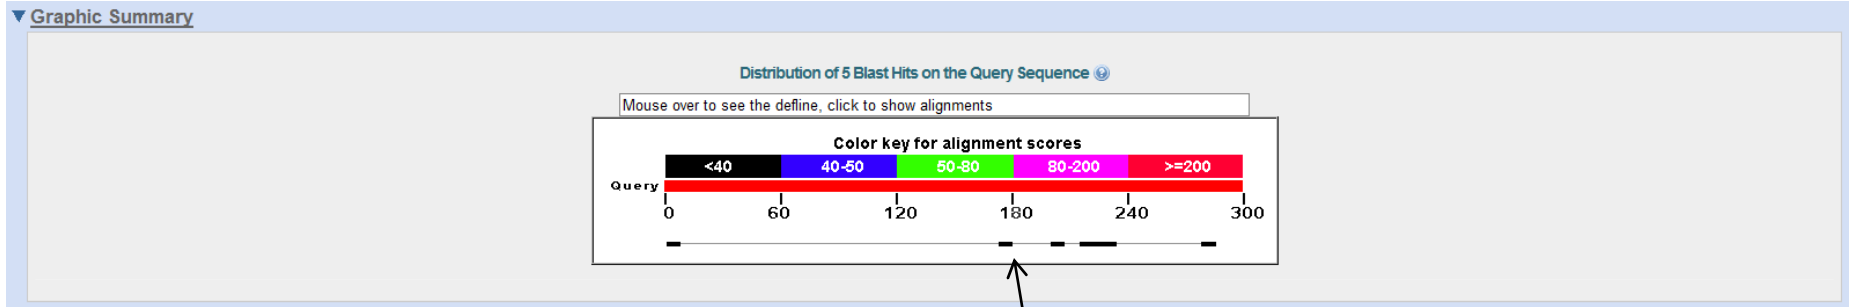 Graphic Summary
Distribution of 5 Blast Hits on the Query Sequence
Mouse over to see the defline, click to show alignments
Color key for alignment scores
<40 40-50 50-80 80-200 >=200
Query
0 60 120 180 240 300